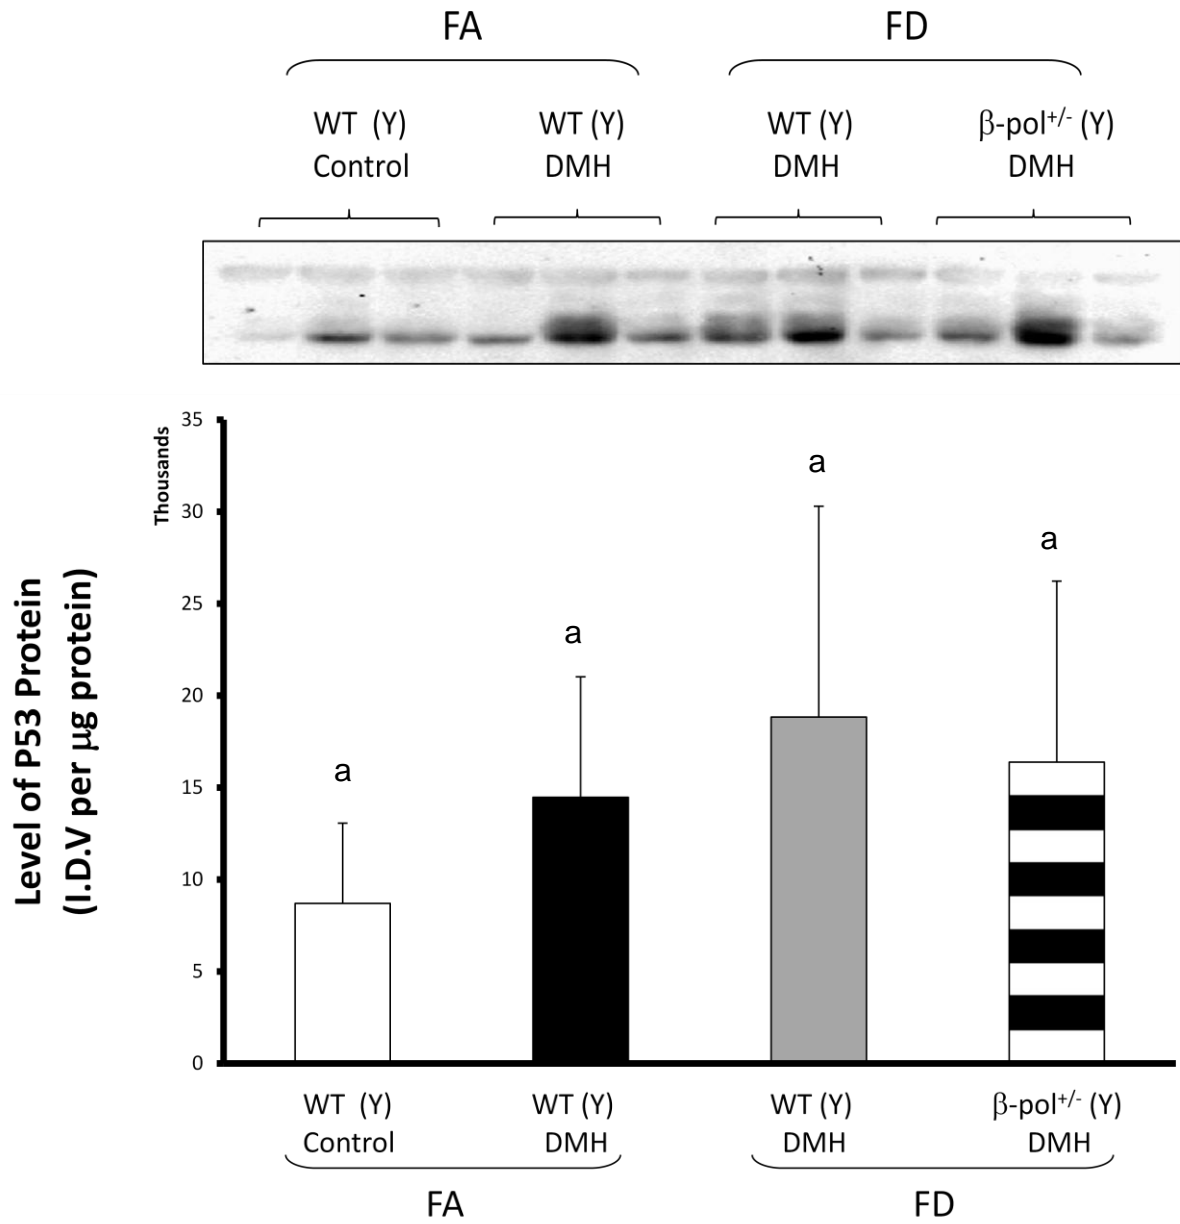 FA FD
WT (Y) WT (Y) WT (Y) β-pol+/- (Y)
Control DMH DMH DMH
35
30
25
20
15
10
5
0
Thousands
Level of P53 Protein
(I.D.V per µg protein)
a
a
a
a
WT (Y) WT (Y) WT (Y) β-pol+/- (Y)
Control DMH DMH DMH
FA FD